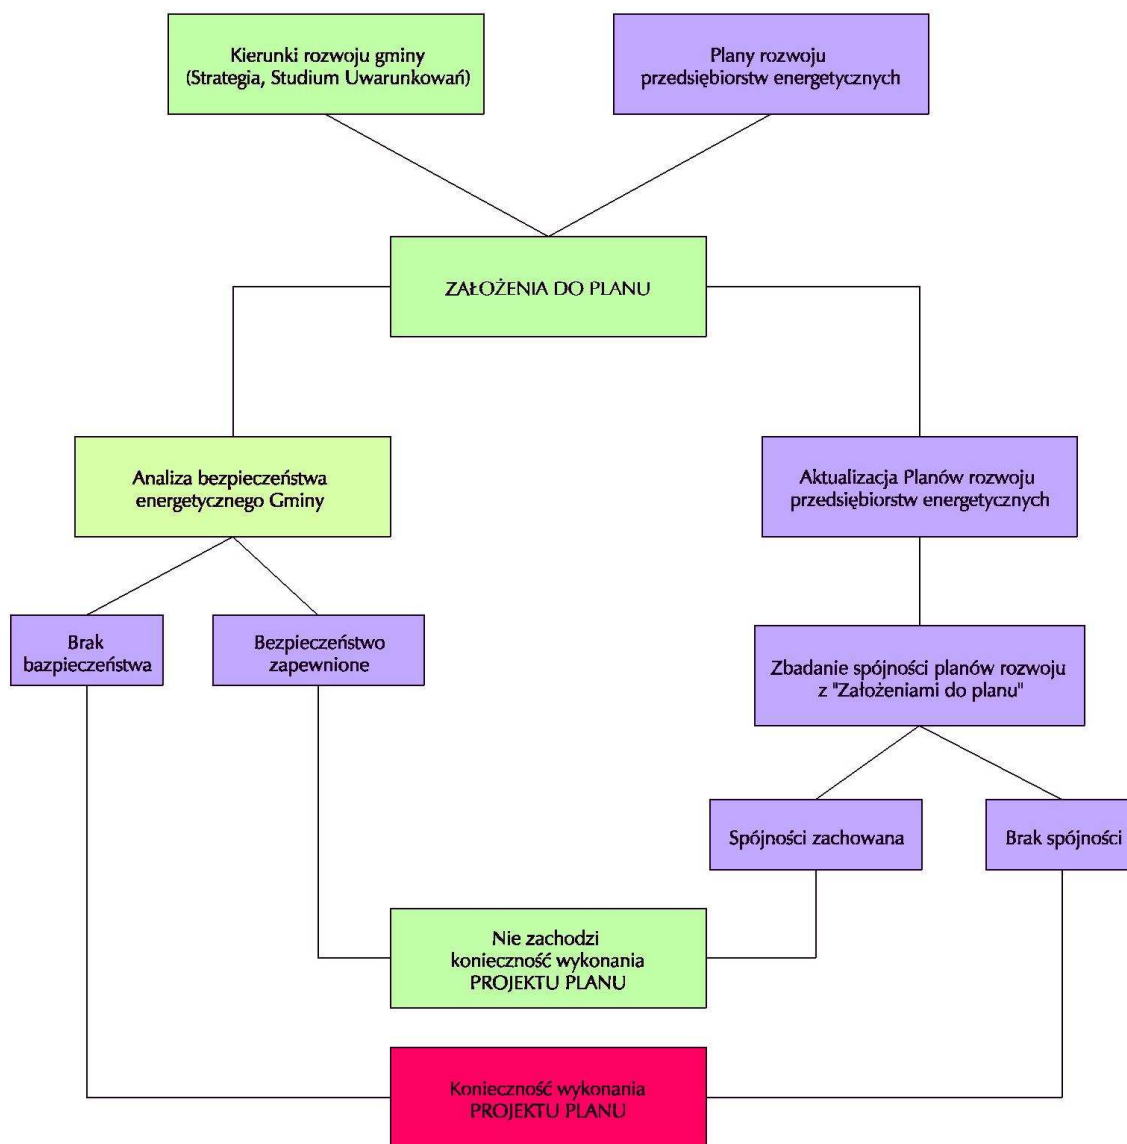 Kierunki rozwoju gminy
(Strategia, Studium Uwarunkowań)
Plany rozwoju
przedsiębiorstw energetycznych
ZAŁOŻENIA DO PLANU
Analiza bezpieczeństwa
energetycznego Gminy
Aktualizacja Planów rozwoju
przedsiębiorstw energetycznych
Brak
bazpieczeństwa
Bezpieczeństwo
zapewnione
Zbadanie spójności planów rozwoju
z "Założeniami do planu"
Spójności zachowana
Brak spójności
Nie zachodzi
konieczność wykonania
PROJEKTU PLANU
Konieczność wykonania
PROJEKTU PLANU